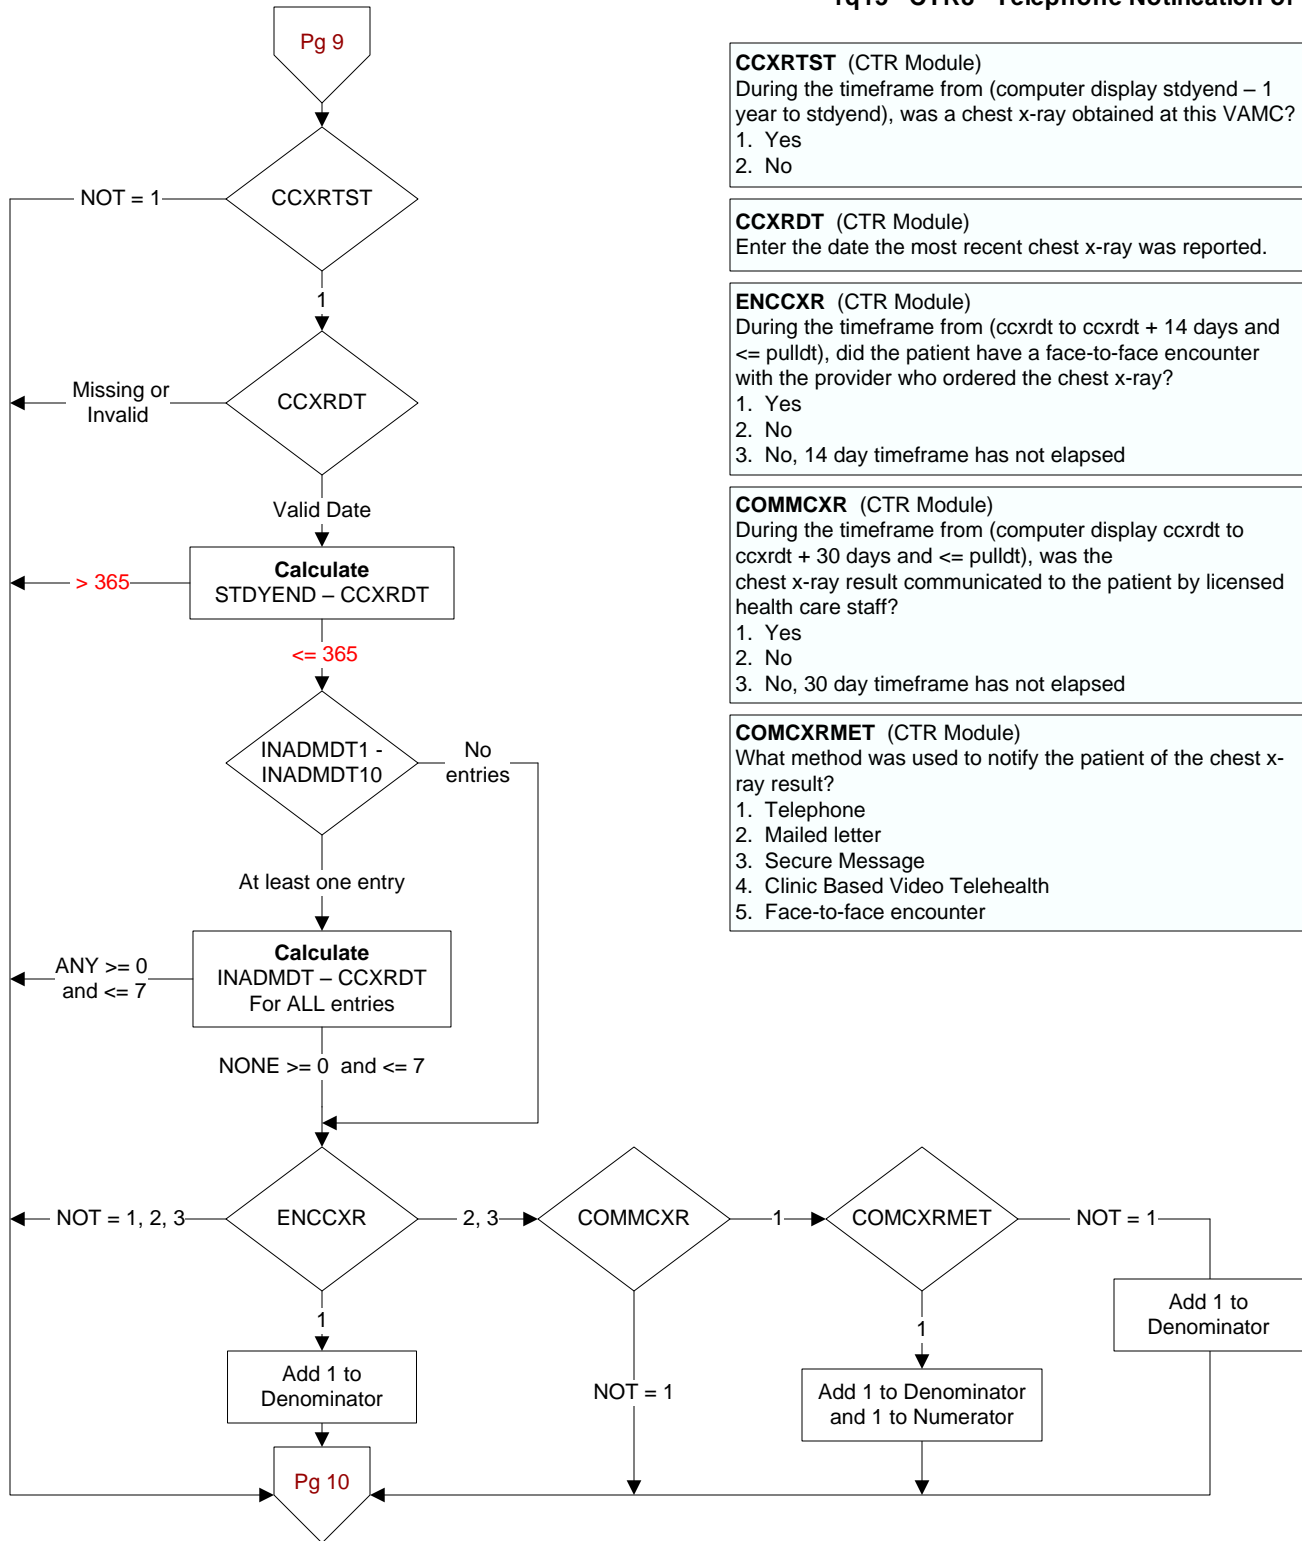 1q15 CTR8 Telephone Notification of
Pg 9
CCXRTST
NOT = 1
1
CCXRDT
Missing or
Invalid
Valid Date
Calculate
STDYEND – CCXRDT
> 365
<= 365
INADMDT1 -
INADMDT10
No
entries
At least one entry
Calculate
INADMDT – CCXRDT
For ALL entries
ANY >= 0
and <= 7
NONE >= 0 and <= 7
NOT = 1, 2, 3
ENCCXR
2, 3
COMMCXR
1
COMCXRMET
NOT = 1
1
Add 1 to
Denominator
NOT = 1
1
Add 1 to Denominator
and 1 to Numerator
Add 1 to
Denominator
Pg 10
CCXRTST (CTR Module)
During the timeframe from (computer display stdyend – 1
year to stdyend), was a chest x-ray obtained at this VAMC?
1. Yes
2. No
CCXRDT (CTR Module)
Enter the date the most recent chest x-ray was reported.
ENCCXR (CTR Module)
During the timeframe from (ccxrdt to ccxrdt + 14 days and
<= pulldt), did the patient have a face-to-face encounter
with the provider who ordered the chest x-ray?
1. Yes
2. No
3. No, 14 day timeframe has not elapsed
COMMCXR (CTR Module)
During the timeframe from (computer display ccxrdt to
ccxrdt + 30 days and <= pulldt), was the
chest x-ray result communicated to the patient by licensed
health care staff?
1. Yes
2. No
3. No, 30 day timeframe has not elapsed
COMCXRMET (CTR Module)
What method was used to notify the patient of the chest x-
ray result?
1. Telephone
2. Mailed letter
3. Secure Message
4. Clinic Based Video Telehealth
5. Face-to-face encounter